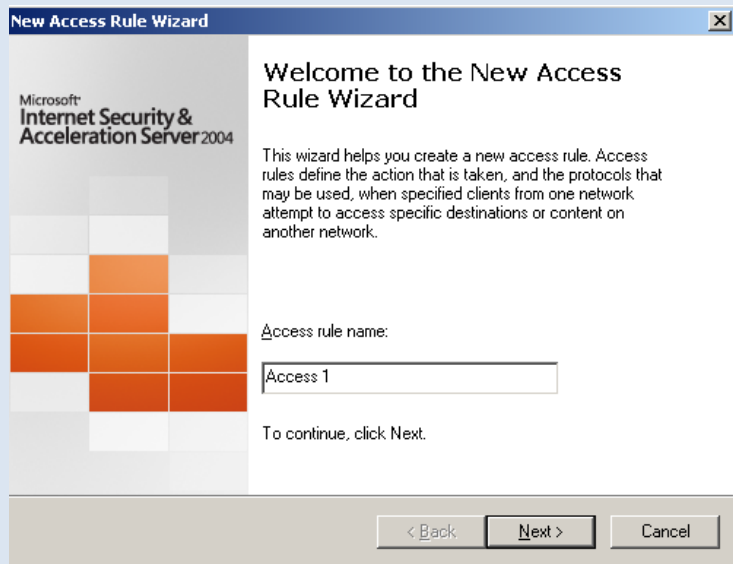 New Access Rule Wizard
Microsoft
Internet Security &
Acceleration Server 2004
Welcome to the New Access
Rule Wizard
This wizard helps you create a new access rule. Access
rules define the action that is taken, and the protocols that
may be used, when specified clients from one network
attempt to access specific destinations or content on
another network.
Access rule name:
Access 1
To continue, click Next.
< Back
Next >
Cancel